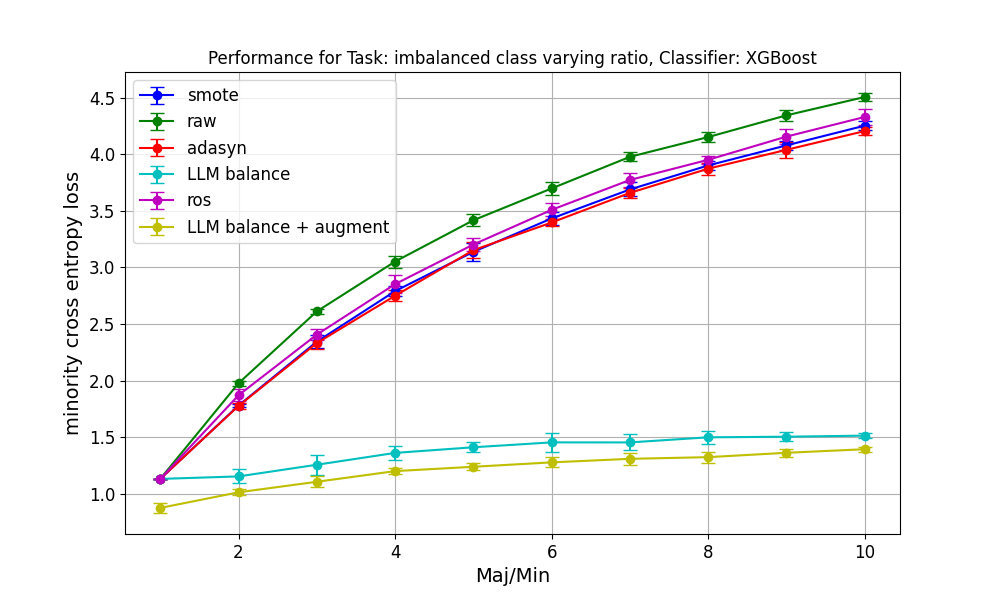 Performance for Task: imbalanced class varying ratio, Classifier: XGBoost
smote
raw
adasyn
LLM balance
ros
LLM balance + augment
minority cross entropy loss
4.5
4.0
3.5
3.0
2.5
2.0
1.5
1.0
2 4 6 8 10
Maj/Min